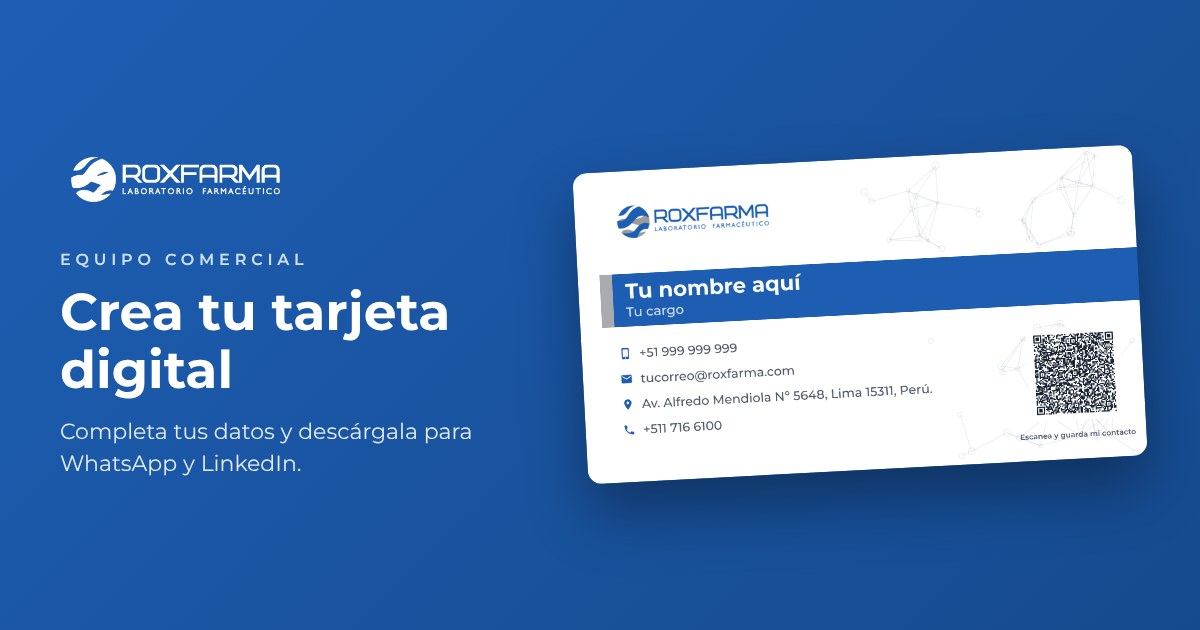 ROXFARMA
LABORATORIO FARMACÉUTICO
EQUIPO COMERCIAL
Crea tu tarjeta
digital
Completa tus datos y descárgala para
WhatsApp y LinkedIn.
ROXFARMA
LABORATORIO FARMACÉUTICO
Tu nombre aquí
Tu cargo
+51 999 999 999
tucorreo@roxfarma.com
Av. Alfredo Mendiola N° 5648, Lima 15311, Perú.
+511 716 6100
Escanea y guarda mi contacto